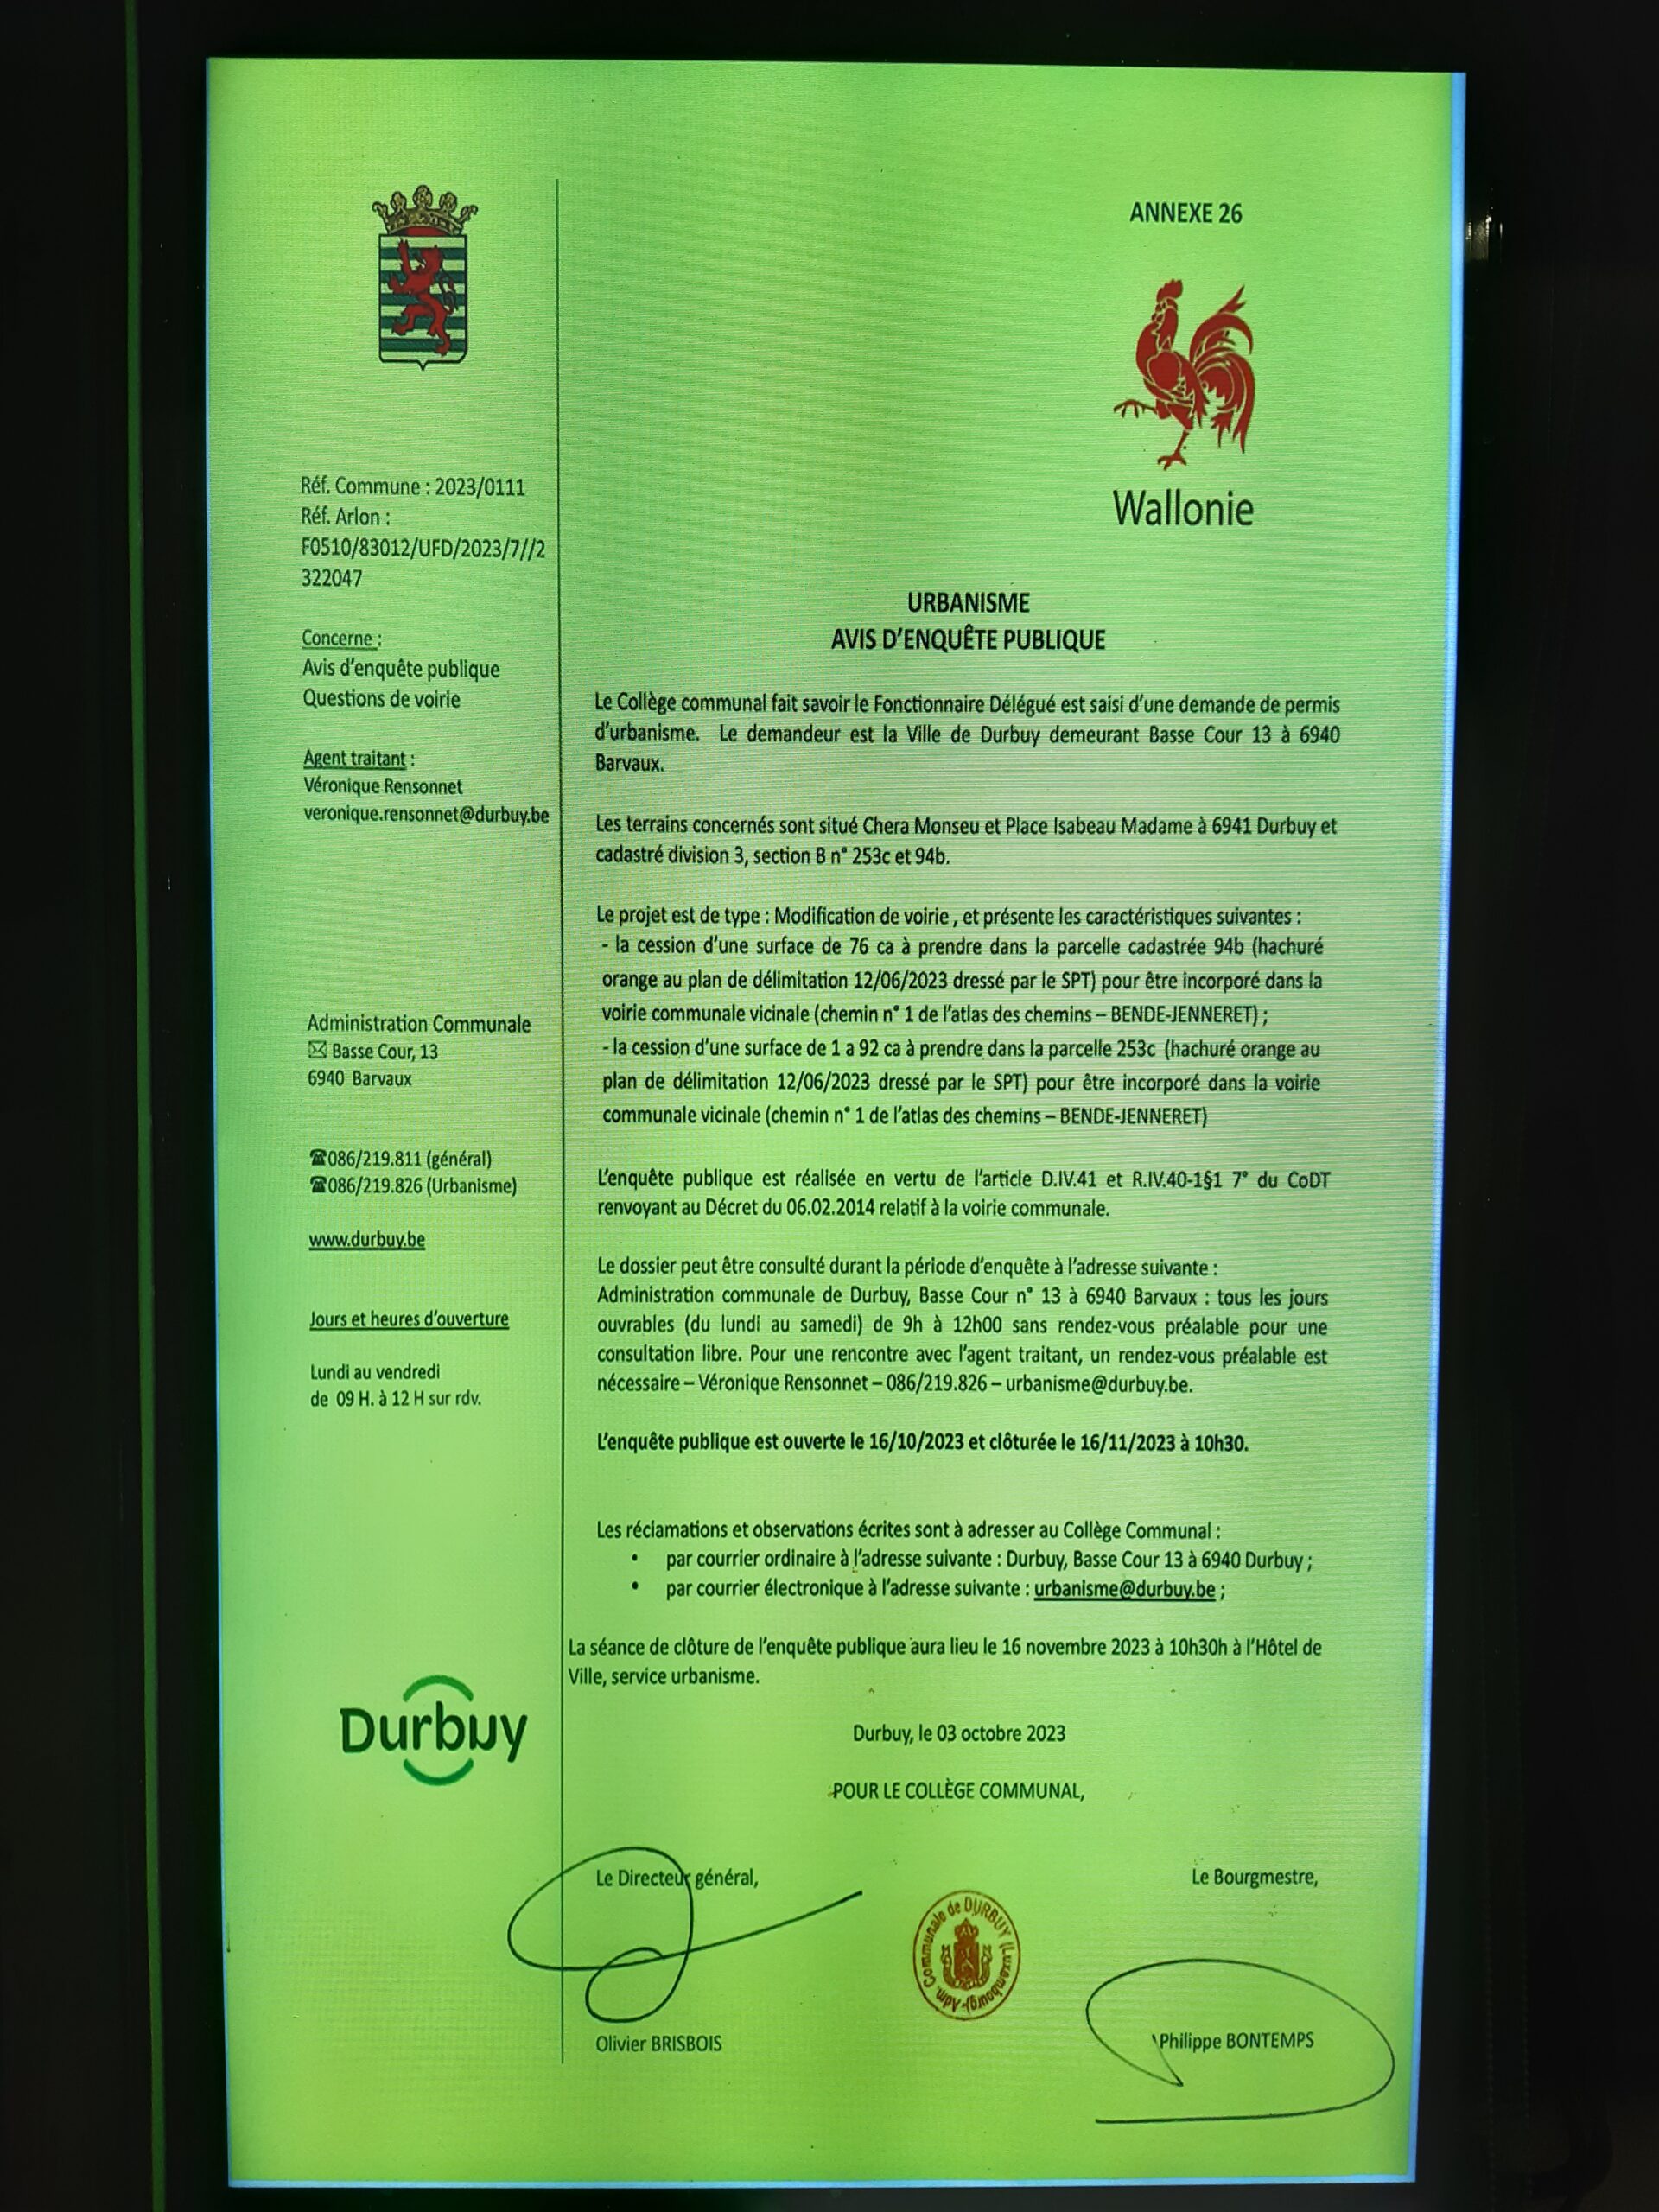 ANNEXE 26
Wallonie
Réf. Commune : 2023/0111
Réf. Arlon :
F0510/83012/UFD/2023/7//2
322047
Concerne :
Avis d'enquête publique
Questions de voirie
Agent traitant :
Véronique Rensonnet
veronique.rensonnet@durbuy.be
Administration Communale
Basse Cour, 13
6940 Barvaux
☎086/219.811 (général)
☎086/219.826 (Urbanisme)
www.durbuy.be
Jours et heures d'ouverture
Lundi au vendredi
de 09 H. à 12 H sur rdv.
Durbuy
URBANISME
AVIS D'ENQUÊTE PUBLIQUE
Le Collège communal fait savoir le Fonctionnaire Délégué est saisi d'une demande de permis
d'urbanisme. Le demandeur est la Ville de Durbuy demeurant Basse Cour 13 à 6940
Barvaux.
Les terrains concernés sont situé Chera Monseu et Place Isabeau Madame à 6941 Durbuy et
cadastré division 3, section B n° 253c et 94b.
Le projet est de type : Modification de voirie , et présente les caractéristiques suivantes :
- la cession d'une surface de 76 ca à prendre dans la parcelle cadastrée 94b (hachuré
orange au plan de délimitation 12/06/2023 dressé par le SPT) pour être incorporé dans la
voirie communale vicinale (chemin n° 1 de l'atlas des chemins – BENDE-JENNERET) ;
- la cession d'une surface de 1 a 92 ca à prendre dans la parcelle 253c (hachuré orange au
plan de délimitation 12/06/2023 dressé par le SPT) pour être incorporé dans la voirie
communale vicinale (chemin n° 1 de l'atlas des chemins – BENDE-JENNERET)
L'enquête publique est réalisée en vertu de l'article D.IV.41 et R.IV.40-1§1 7° du CoDT
renvoyant au Décret du 06.02.2014 relatif à la voirie communale.
Le dossier peut être consulté durant la période d'enquête à l'adresse suivante :
Administration communale de Durbuy, Basse Cour n° 13 à 6940 Barvaux : tous les jours
ouvrables (du lundi au samedi) de 9h à 12h00 sans rendez-vous préalable pour une
consultation libre. Pour une rencontre avec l'agent traitant, un rendez-vous préalable est
nécessaire – Véronique Rensonnet – 086/219.826 – urbanisme@durbuy.be.
L'enquête publique est ouverte le 16/10/2023 et clôturée le 16/11/2023 à 10h30.
Les réclamations et observations écrites sont à adresser au Collège Communal :
• par courrier ordinaire à l'adresse suivante : Durbuy, Basse Cour 13 à 6940 Durbuy ;
• par courrier électronique à l'adresse suivante : urbanisme@durbuy.be ;
La séance de clôture de l'enquête publique aura lieu le 16 novembre 2023 à 10h30h à l'Hôtel de
Ville, service urbanisme.
Durbuy, le 03 octobre 2023
POUR LE COLLÈGE COMMUNAL,
Le Directeur général,
Le Bourgmestre,
Adm. Communale de DURBUY (Luxembourg)
Olivier BRISBOIS
Philippe BONTEMPS